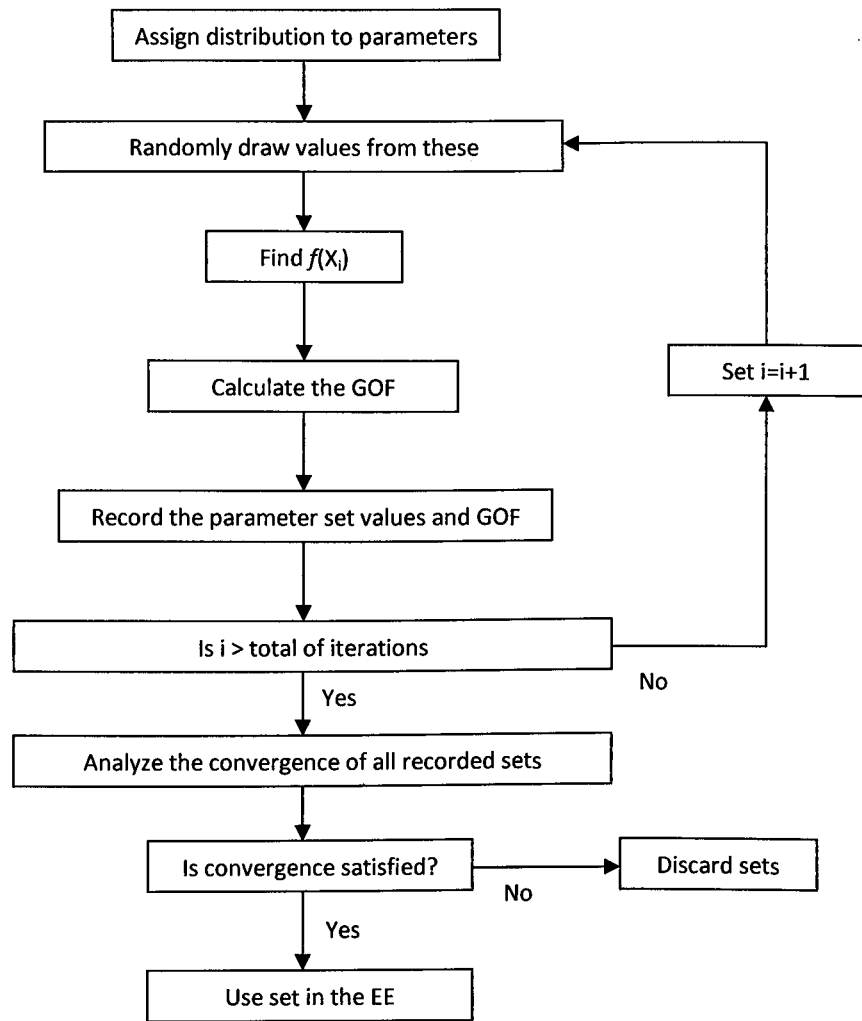 Assign distribution to parameters
Randomly draw values from these
Find f(Xi)
Calculate the GOF
Set i=i+1
Record the parameter set values and GOF
Is i > total of iterations
No
Yes
Analyze the convergence of all recorded sets
Is convergence satisfied?
No
Discard sets
Yes
Use set in the EE